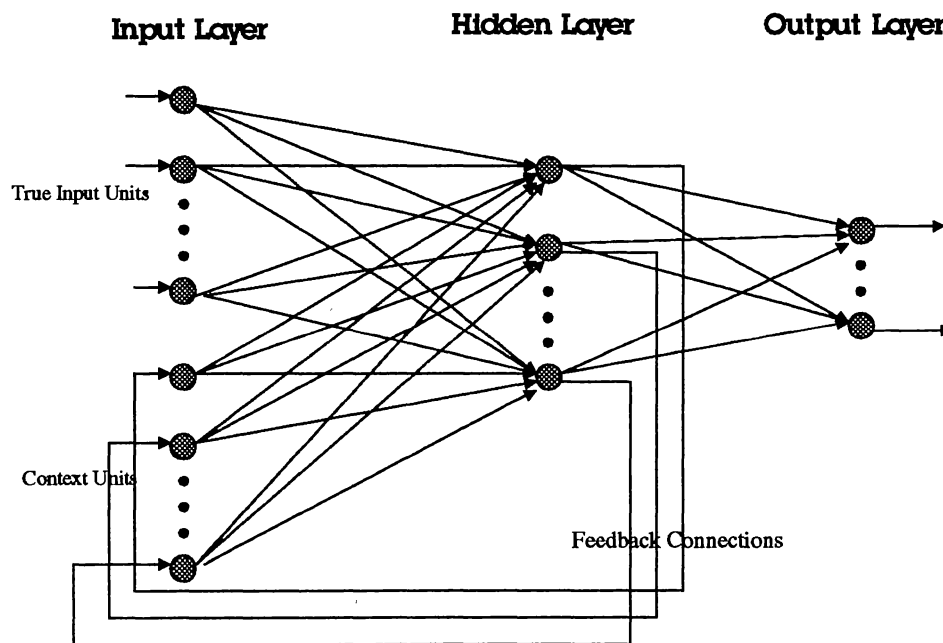 Input Layer
Hidden Layer
Output Layer
True Input Units
Context Units
Feedback Connections